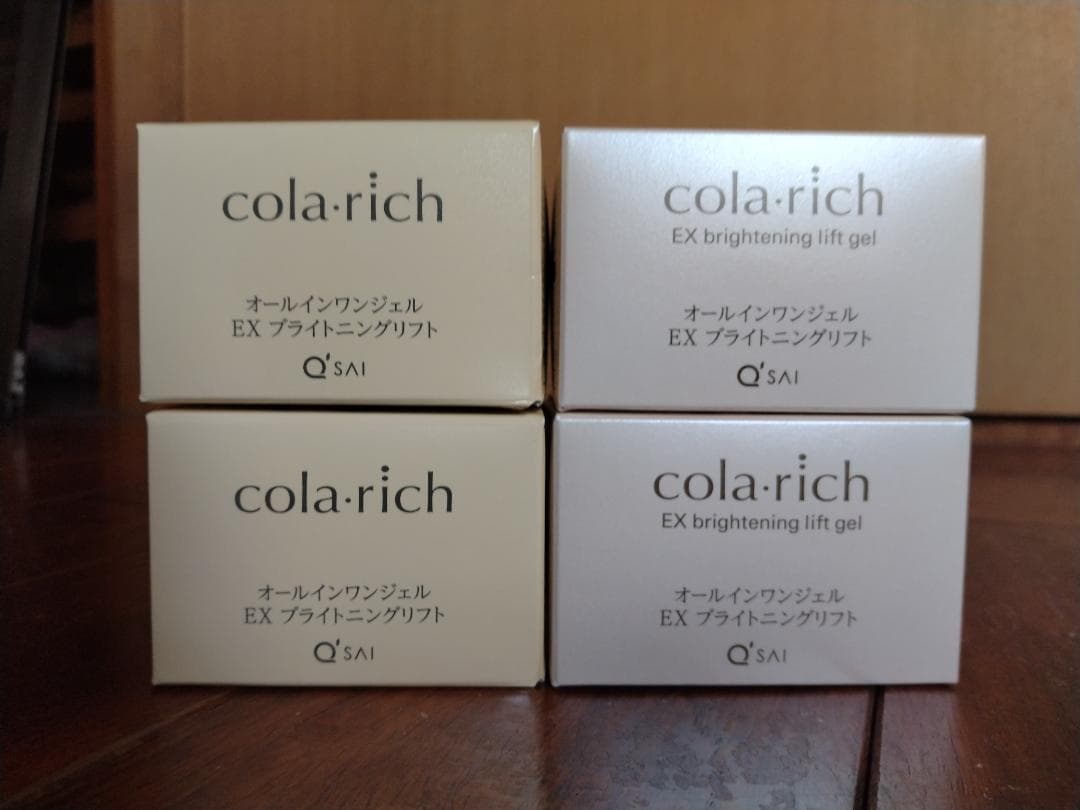 cola·rich
オールインワンジェル
EX ブライトニングリフト
Q'SAI
cola·rich
EX brightening lift gel
オールインワンジェル
EX ブライトニングリフト
Q'SAI
cola·rich
オールインワンジェル
EX ブライトニングリフト
Q'SAI
cola·rich
EX brightening lift gel
オールインワンジェル
EX ブライトニングリフト
Q'SAI